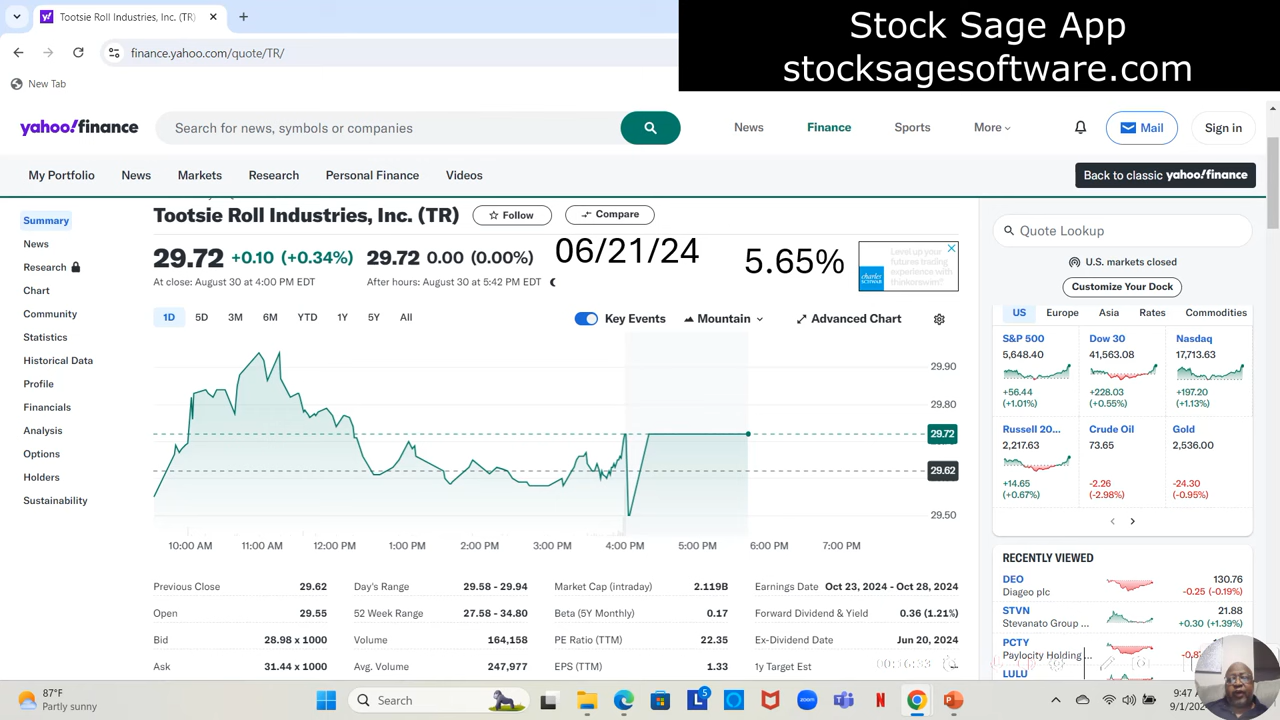 Tootsie Roll Industries, Inc. (TR)
Stock Sage App
stocksagesoftware.com
finance.yahoo.com/quote/TR/
New Tab
yahoo!finance
Search for news, symbols or companies
News
Finance
Sports
More
Mail
Sign in
My Portfolio
News
Markets
Research
Personal Finance
Videos
Back to classic yahoo!finance
Summary
News
Research
Chart
Community
Statistics
Historical Data
Profile
Financials
Analysis
Options
Holders
Sustainability
Tootsie Roll Industries, Inc. (TR)
Follow
Compare
29.72 +0.10 (+0.34%)
At close: August 30 at 4:00 PM EDT
29.72 0.00 (0.00%)
After hours: August 30 at 5:42 PM EDT
06/21/24
5.65%
Level up your
futures trading
experience with
thinkorswim®
charles
SCHWAB
1D 5D 3M 6M YTD 1Y 5Y All
Key Events
Mountain
Advanced Chart
29.90
29.80
29.72
29.62
29.50
10:00 AM 11:00 AM 12:00 PM 1:00 PM 2:00 PM 3:00 PM 4:00 PM 5:00 PM 6:00 PM 7:00 PM
Previous Close 29.62 Day's Range 29.58 - 29.94 Market Cap (intraday) 2.119B Earnings Date Oct 23, 2024 - Oct 28, 2024
Open 29.55 52 Week Range 27.58 - 34.80 Beta (5Y Monthly) 0.17 Forward Dividend & Yield 0.36 (1.21%)
Bid 28.98 x 1000 Volume 164,158 PE Ratio (TTM) 22.35 Ex-Dividend Date Jun 20, 2024
Ask 31.44 x 1000 Avg. Volume 247,977 EPS (TTM) 1.33 1y Target Est
Quote Lookup
U.S. markets closed
Customize Your Dock
US Europe Asia Rates Commodities
S&P 500 Dow 30 Nasdaq
5,648.40 41,563.08 17,713.63
+56.44 +228.03 +197.20
(+1.01%) (+0.55%) (+1.13%)
Russell 20... Crude Oil Gold
2,217.63 73.65 2,536.00
+14.65 -2.26 -24.30
(+0.67%) (-2.98%) (-0.95%)
RECENTLY VIEWED
DEO 130.76
Diageo plc -0.25 (-0.19%)
STVN 21.88
Stevanato Group ... +0.30 (+1.39%)
PCTY
Paylocity Holding ...
LULU
87°F
Partly sunny
Search
5
9:47
9/1/2